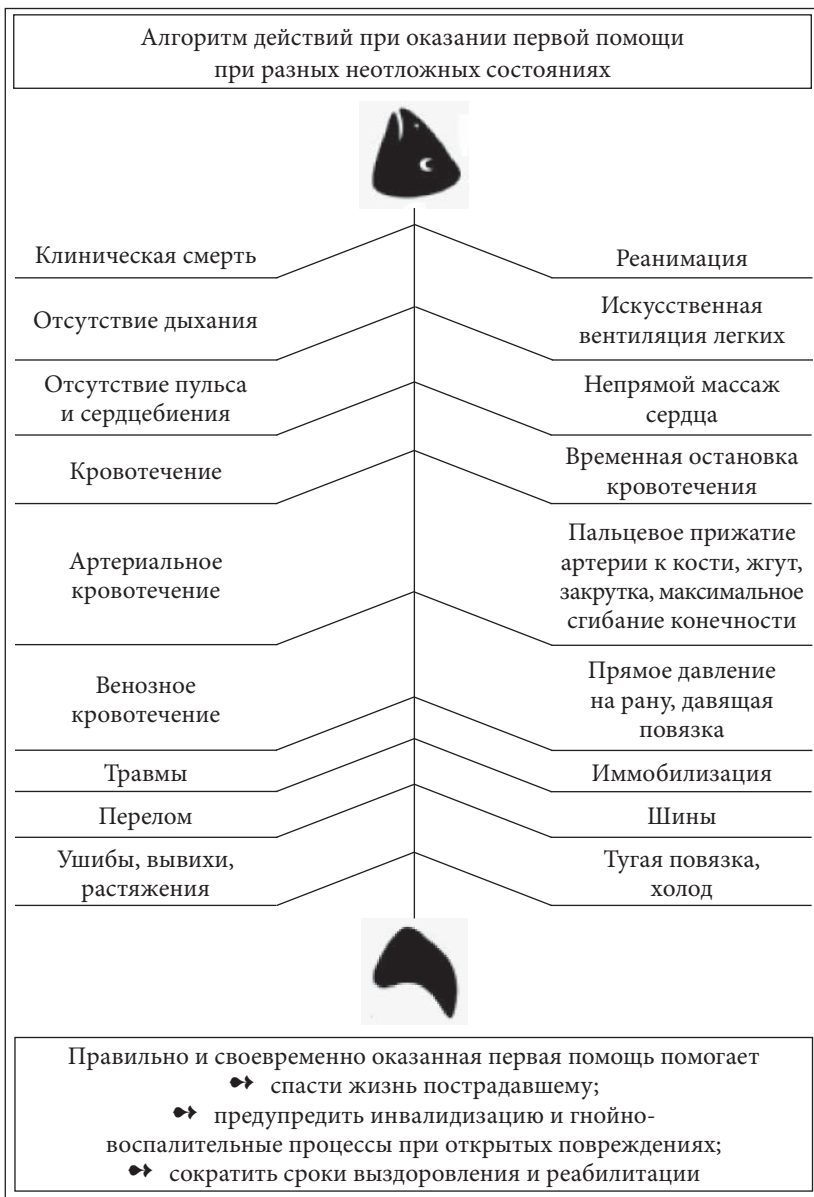 Алгоритм действий при оказании первой помощи
при разных неотложных состояниях
Клиническая смерть
Реанимация
Отсутствие дыхания
Искусственная
вентиляция легких
Отсутствие пульса
и сердцебиения
Непрямой массаж
сердца
Кровотечение
Временная остановка
кровотечения
Артериальное
кровотечение
Пальцевое прижатие
артерии к кости, жгут,
закрутка, максимальное
сгибание конечности
Венозное
кровотечение
Прямое давление
на рану, давящая
повязка
Травмы
Иммобилизация
Перелом
Шины
Ушибы, вывихи,
растяжения
Тугая повязка,
холод
Правильно и своевременно оказанная первая помощь помогает
спасти жизнь пострадавшему;
предупредить инвалидизацию и гнойно-
воспалительные процессы при открытых повреждениях;
сократить сроки выздоровления и реабилитации